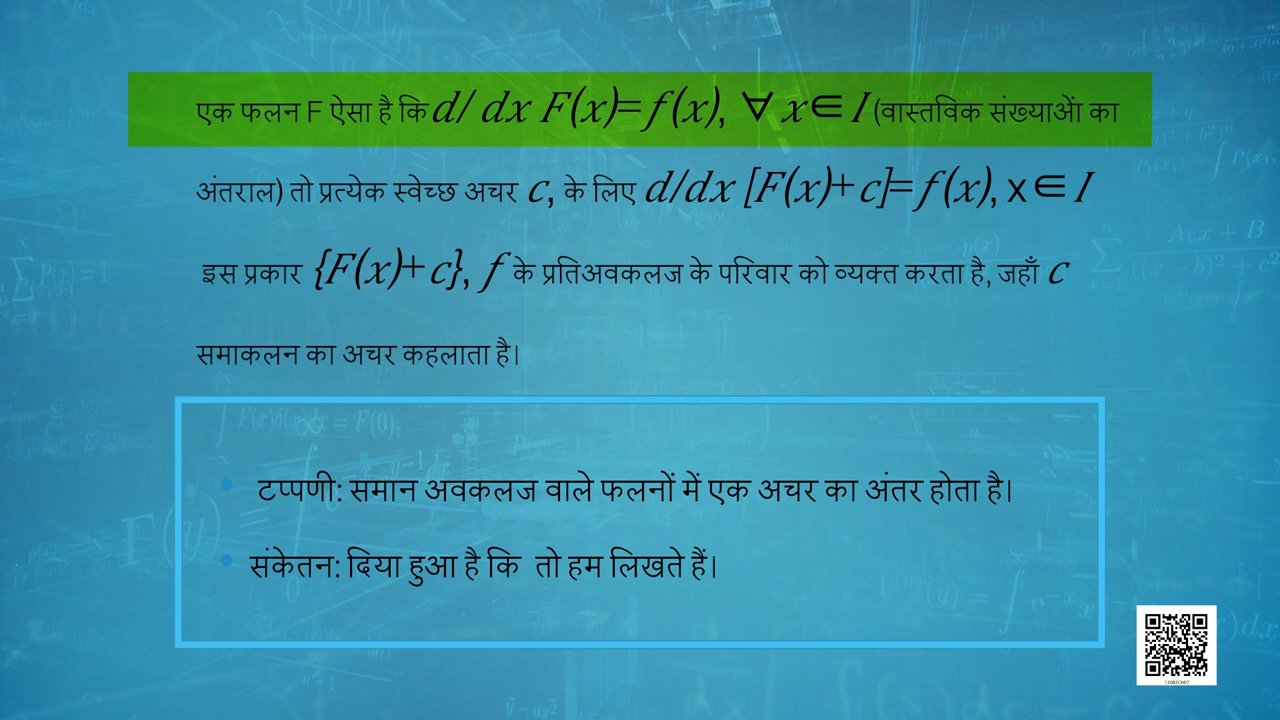 एक फलन F ऐसा है कि d/ dx F(x)=f(x), ∀ x∈I (वास्तविक संख्याओं का
अंतराल) तो प्रत्येक स्वेच्छ अचर c, के लिए d/dx [F(x)+c]=f(x), x∈I
इस प्रकार {F(x)+c}, f के प्रतिअवकलज के परिवार को व्यक्त करता है, जहाँ c
समाकलन का अचर कहलाता है।
• टप्पणी: समान अवकलज वाले फलनों में एक अचर का अंतर होता है।
• संकेतन: दिया हुआ है कि तो हम लिखते हैं।
12082CH07